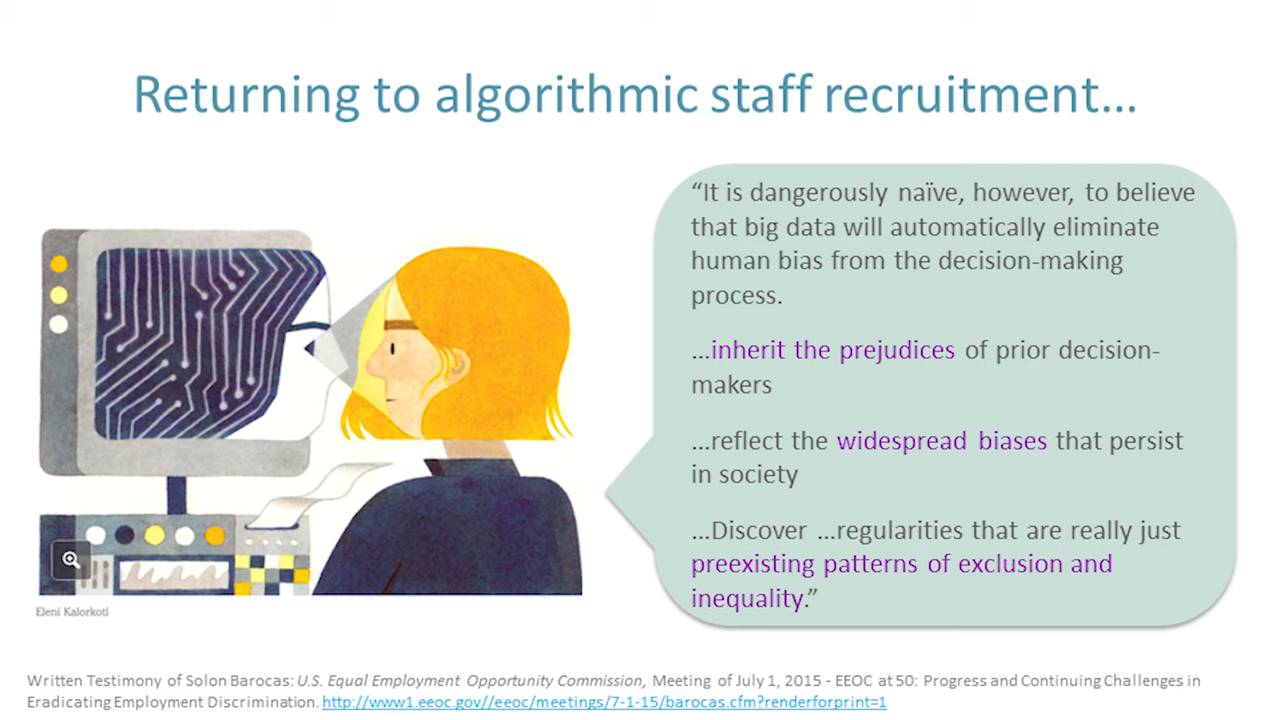 Returning to algorithmic staff recruitment...
“It is dangerously naïve, however, to believe
that big data will automatically eliminate
human bias from the decision-making
process.
...inherit the prejudices of prior decision-
makers
...reflect the widespread biases that persist
in society
...Discover ...regularities that are really just
preexisting patterns of exclusion and
inequality.”
Eleni Kalorkoti
Written Testimony of Solon Barocas: U.S. Equal Employment Opportunity Commission, Meeting of July 1, 2015 - EEOC at 50: Progress and Continuing Challenges in
Eradicating Employment Discrimination. http://www1.eeoc.gov//eeoc/meetings/7-1-15/barocas.cfm?renderforprint=1